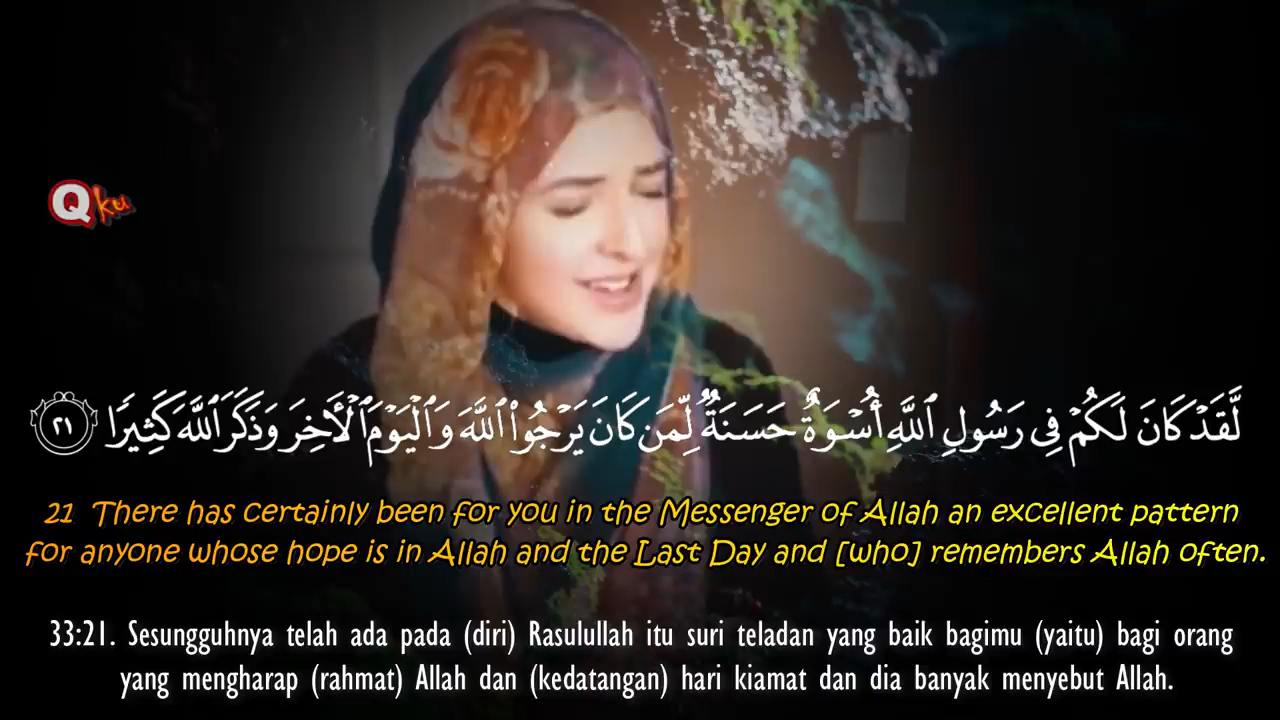 Qku
لَّقَدْ كَانَ لَكُمْ فِى رَسُولِ ٱللَّهِ أُسْوَةٌ حَسَنَةٌ لِّمَن كَانَ يَرْجُوا۟ ٱللَّهَ وَٱلْيَوْمَ ٱلْأَخِرَ وَذَكَرَ ٱللَّهَ كَثِيرًا ٢١
21 There has certainly been for you in the Messenger of Allah an excellent pattern
for anyone whose hope is in Allah and the Last Day and [who] remembers Allah often.
33:21. Sesungguhnya telah ada pada (diri) Rasulullah itu suri teladan yang baik bagimu (yaitu) bagi orang
yang mengharap (rahmat) Allah dan (kedatangan) hari kiamat dan dia banyak menyebut Allah.